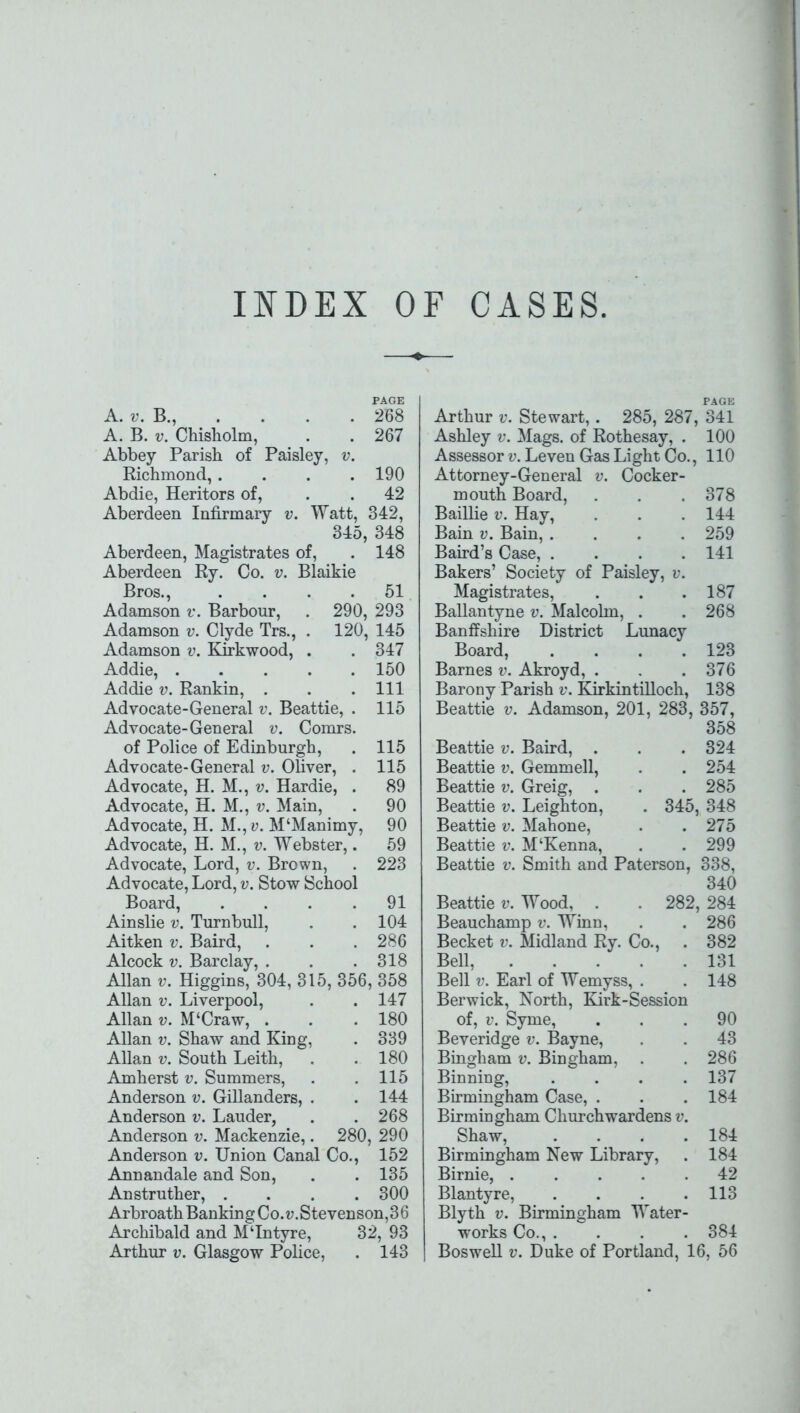 INDEX OF CASES.
PAGE
A. v. B., . . . . 268
A. B. v. Chisholm, . . 267
Abbey Parish of Paisley, v.
Richmond, . . . . 190
Abdie, Heritors of, . . 42
Aberdeen Infirmary v. Watt, 342,
345, 348
Aberdeen, Magistrates of, . 148
Aberdeen Ry. Co. v. Blaikie
Bros., . . . . 51
Adamson v. Barbour, . 290, 293
Adamson v. Clyde Trs., . 120, 145
Adamson v. Kirkwood, . . 347
Addie, . . . . . 150
Addie v. Rankin, . . . 111
Advocate-General v. Beattie, . 115
Advocate-General v. Comrs.
of Police of Edinburgh, . 115
Advocate-General v. Oliver, . 115
Advocate, H. M., v. Hardie, . 89
Advocate, H. M., v. Main, . 90
Advocate, H. M., v. M‘Manimy, 90
Advocate, H. M., v. Webster, . 59
Advocate, Lord, v. Brown, . 223
Advocate, Lord, v. Stow School
Board, . . . . 91
Ainslie v. Turnbull, . . 104
Aitken v. Baird, . . . 286
Alcock v. Barclay, . . . 318
Allan v. Higgins, 304, 315, 356, 358
Allan v. Liverpool, . . 147
Allan v. M‘Craw, . . . 180
Allan v. Shaw and King, . 339
Allan v. South Leith, . . 180
Amherst v. Summers, . . 115
Anderson v. Gillanders, . . 144
Anderson v. Lauder, . . 268
Anderson v. Mackenzie, . 280, 290
Anderson v. Union Canal Co., 152
Annandale and Son, . . 135
Anstruther, . . . . 300
Arbroath Banking Co. v. Stevenson, 36
Archibald and M‘Intyre, 32, 93
Arthur v. Glasgow Police, . 143
PAGE
Arthur v. Stewart, . 285, 287, 341
Ashley v. Mags. of Rothesay, . 100
Assessor v. Leven Gas Light Co., 110
Attorney-General v. Cocker-
mouth Board, . . . 378
Baillie v. Hay, . . . 144
Bain v. Bain, . . . . 259
Baird’s Case, . . . . 141
Bakers’ Society of Paisley, v.
Magistrates, . . . 187
Ballantyne v. Malcolm, . . 268
Banffshire District Lunacy
Board, . . . . 123
Barnes v. Akroyd, . . . 376
Barony Parish v. Kirkintilloch, 138
Beattie v. Adamson, 201, 283, 357,
358
Beattie v. Baird, . . . 324
Beattie v. Gemmell, . . 254
Beattie v. Greig, . . . 285
Beattie v. Leighton, . 345, 348
Beattie v. Mahone, . . 275
Beattie v. M‘Kenna, . . 299
Beattie v. Smith and Paterson, 338,
340
Beattie v. Wood, . . 282, 284
Beauchamp v. Winn, . . 286
Becket v. Midland Ry. Co., . 382
Bell, . . . . . 131
Bell v. Earl of Wemyss, . . 148
Berwick, North, Kirk-Session
of, v. Syme, . . . 90
Beveridge v. Bayne, . . 43
Bingham v. Bingham, . . 286
Binning, . . . . 137
Birmingham Case, . . . 184
Birmingham Churchwardens v.
Shaw, . . . . 184
Birmingham New Library, . 184
Birnie, . . . . . 42
Blantyre, . . . . 113
Blyth v. Birmingham Water-
works Co., . . . . 384
Boswell v. Duke of Portland, 16, 56